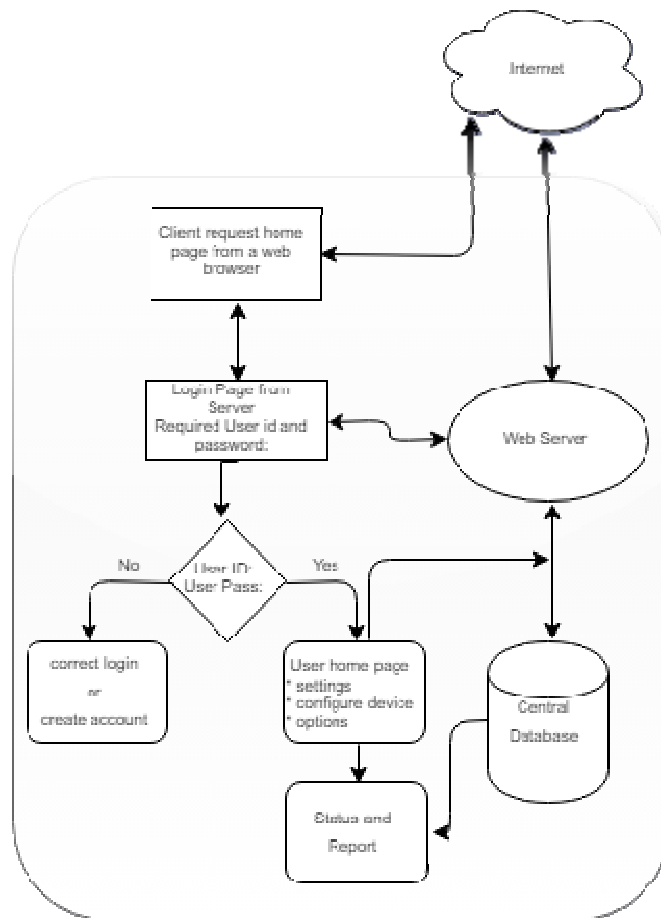 Internet
Client request home
page from a web
browser
Login Page from
Server
Required User id and
password:
Web Server
No
User ID:
User Pass:
Yes
correct login
or
create account
User home page
* settings
* configure device
* options
Central
Database
Status and
Report